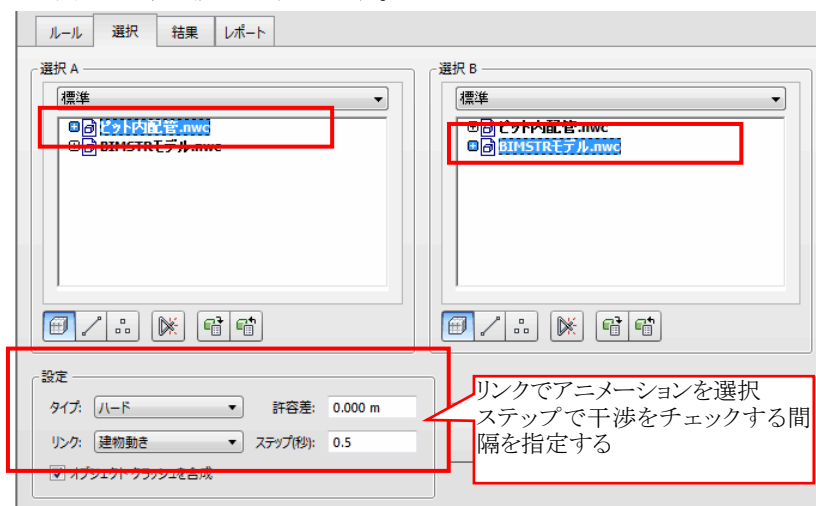 ルール 選択 結果 レポート
選択 A
標準
ピット内配管.nwc
BIMSTRモデル.nwc
選択 B
標準
ピット内配管.nwc
BIMSTRモデル.nwc
設定
タイプ: ハード 許容差: 0.000 m
リンク: 建物動き ステップ(秒): 0.5
オブジェクト クラッシュを合成
リンクでアニメーションを選択
ステップで干渉をチェックする間
隔を指定する